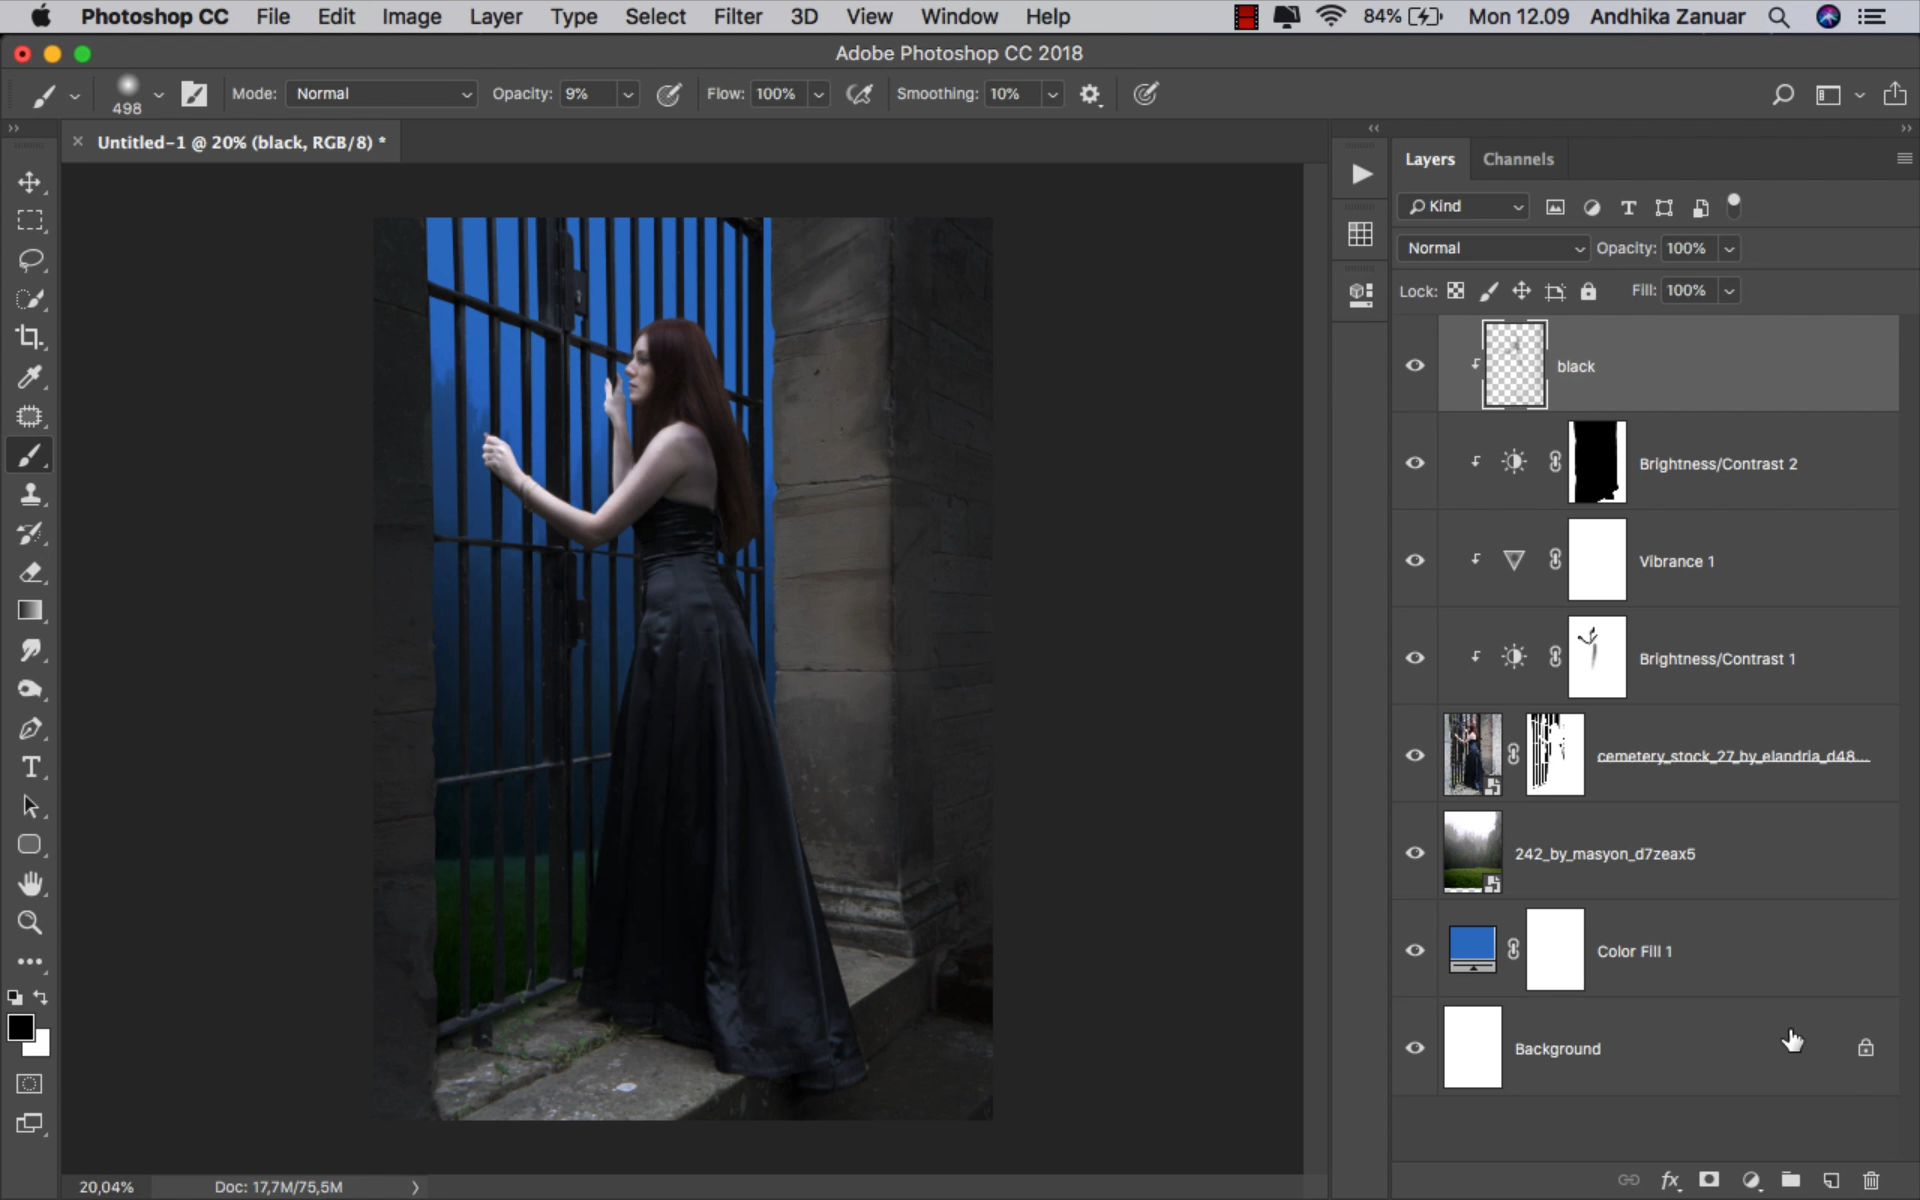 Photoshop CC File Edit Image Layer Type Select Filter 3D View Window Help 84% Mon 12.09 Andhika Zanuar
Adobe Photoshop CC 2018
498 Mode: Normal Opacity: 9% Flow: 100% Smoothing: 10%
× Untitled-1 @ 20% (black, RGB/8) *
Layers Channels
Kind
Normal Opacity: 100%
Lock: Fill: 100%
black
Brightness/Contrast 2
Vibrance 1
Brightness/Contrast 1
cemetery_stock_27_by_elandria_d48...
242_by_masyon_d7zeax5
Color Fill 1
Background
20,04% Doc: 17,7M/75,5M